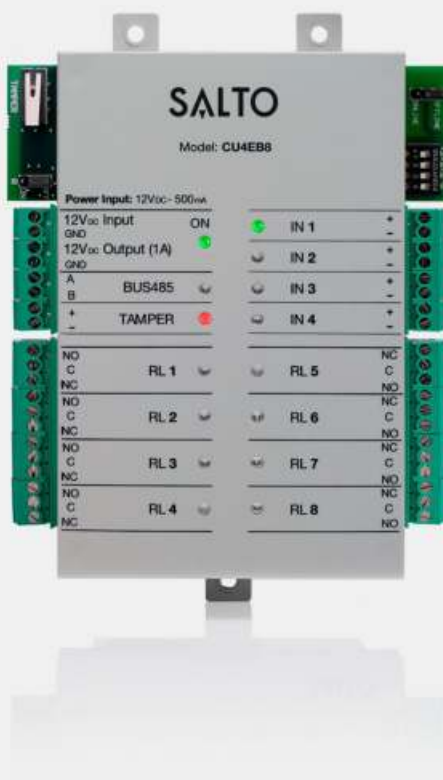 SALTO
Model: CU4EB8
TAMPER
Power Input: 12VDC - 500mA
12VDC Input ON
GND
12VDC Output (1A)
GND
A
B
BUS485
+
-
TAMPER
IN 1 +
-
IN 2 +
-
IN 3 +
-
IN 4 +
-
NO
C RL 1
NC
NO
C RL 2
NC
NO
C RL 3
NC
NO
C RL 4
NC
NC
RL 5 C
NO
NC
RL 6 C
NO
NC
RL 7 C
NO
NC
RL 8 C
NO